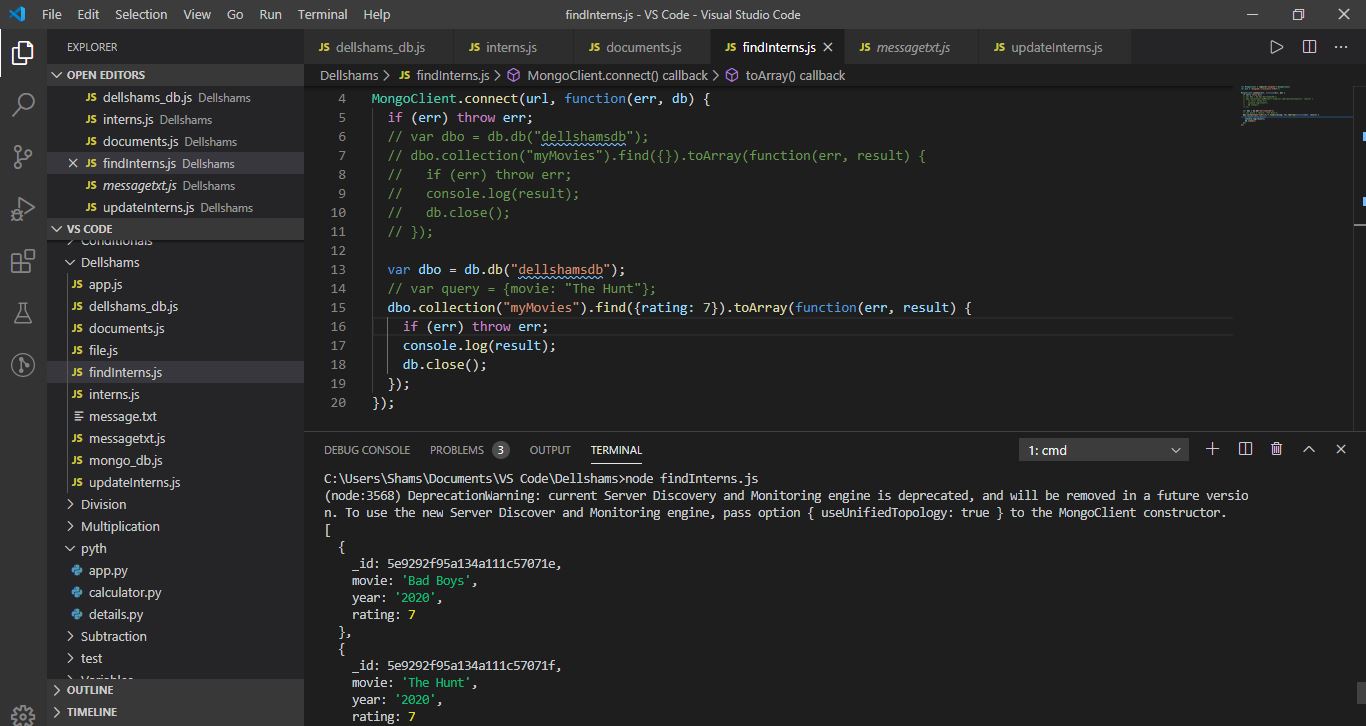 File Edit Selection View Go Run Terminal Help findInterns.js - VS Code - Visual Studio Code
EXPLORER
OPEN EDITORS
JS dellshams_db.js Dellshams
JS interns.js Dellshams
JS documents.js Dellshams
JS findInterns.js Dellshams
JS messagetxt.js Dellshams
JS updateInterns.js Dellshams
VS CODE
Conditionals
Dellshams
JS app.js
JS dellshams_db.js
JS documents.js
JS file.js
JS findInterns.js
JS interns.js
message.txt
JS messagetxt.js
JS mongo_db.js
JS updateInterns.js
Division
Multiplication
pyth
app.py
calculator.py
details.py
Subtraction
test
Variables
OUTLINE
TIMELINE
JS dellshams_db.js JS interns.js JS documents.js JS findInterns.js JS messagetxt.js JS updateInterns.js
Dellshams > JS findInterns.js > MongoClient.connect() callback > toArray() callback
4 MongoClient.connect(url, function(err, db) {
5 if (err) throw err;
6 // var dbo = db.db("dellshamsdb");
7 // dbo.collection("myMovies").find({}).toArray(function(err, result) {
8 // if (err) throw err;
9 // console.log(result);
10 // db.close();
11 // });
12
13 var dbo = db.db("dellshamsdb");
14 // var query = {movie: "The Hunt"};
15 dbo.collection("myMovies").find({rating: 7}).toArray(function(err, result) {
16 if (err) throw err;
17 console.log(result);
18 db.close();
19 });
20 });
DEBUG CONSOLE PROBLEMS 3 OUTPUT TERMINAL 1: cmd
C:\Users\Shams\Documents\VS Code\Dellshams>node findInterns.js
(node:3568) DeprecationWarning: current Server Discovery and Monitoring engine is deprecated, and will be removed in a future versio
n. To use the new Server Discover and Monitoring engine, pass option { useUnifiedTopology: true } to the MongoClient constructor.
[
{
_id: 5e9292f95a134a111c57071e,
movie: 'Bad Boys',
year: '2020',
rating: 7
},
{
_id: 5e9292f95a134a111c57071f,
movie: 'The Hunt',
year: '2020',
rating: 7